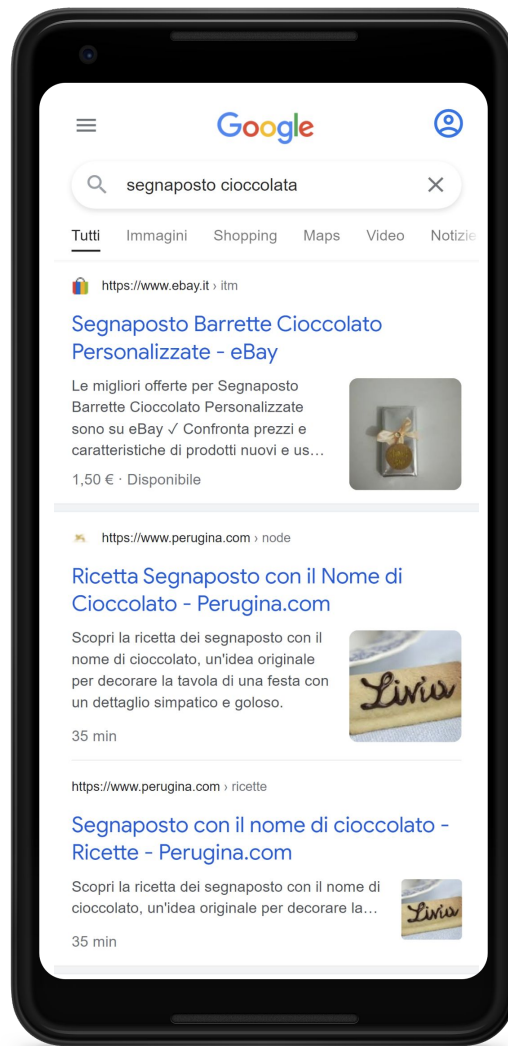 Google
segnaposto cioccolata
Tutti Immagini Shopping Maps Video Notizie
https://www.ebay.it › itm
Segnaposto Barrette Cioccolato
Personalizzate - eBay
Le migliori offerte per Segnaposto
Barrette Cioccolato Personalizzate
sono su eBay ✓ Confronta prezzi e
caratteristiche di prodotti nuovi e us...
1,50 € · Disponibile
https://www.perugina.com › node
Ricetta Segnaposto con il Nome di
Cioccolato - Perugina.com
Scopri la ricetta dei segnaposto con il
nome di cioccolato, un'idea originale
per decorare la tavola di una festa con
un dettaglio simpatico e goloso.
Livia
35 min
https://www.perugina.com › ricette
Segnaposto con il nome di cioccolato -
Ricette - Perugina.com
Scopri la ricetta dei segnaposto con il nome di
cioccolato, un'idea originale per decorare la...
Livia
35 min